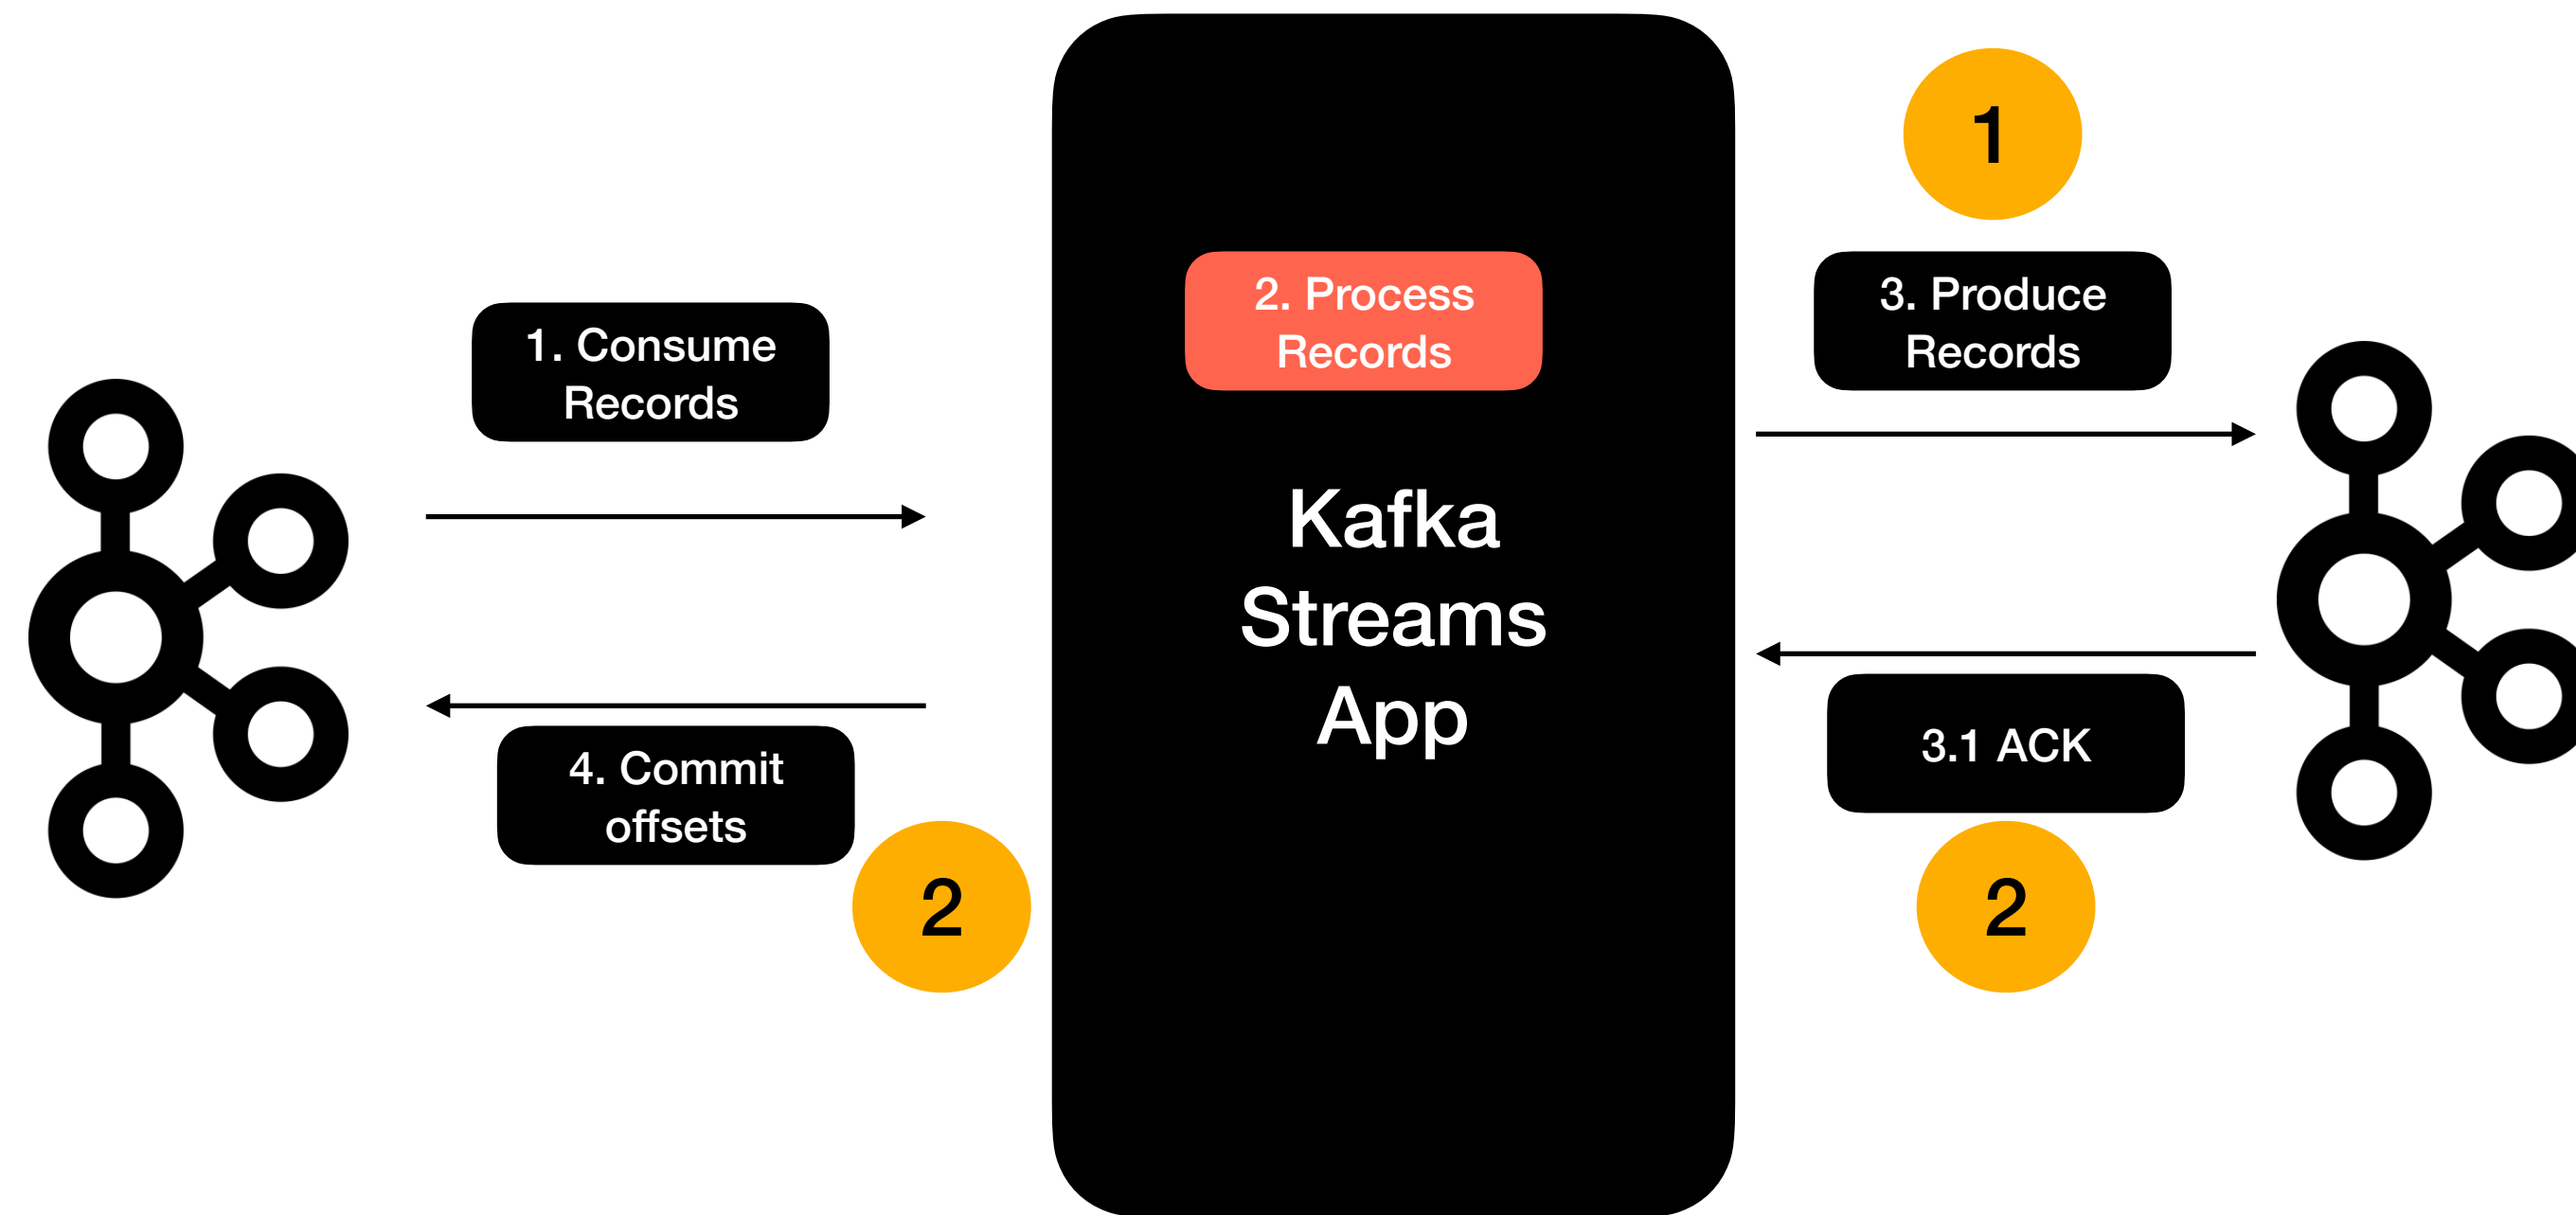 1
2. Process
Records
3. Produce
Records
1. Consume
Records
Kafka
Streams
App
3.1 ACK
4. Commit
offsets
2
2